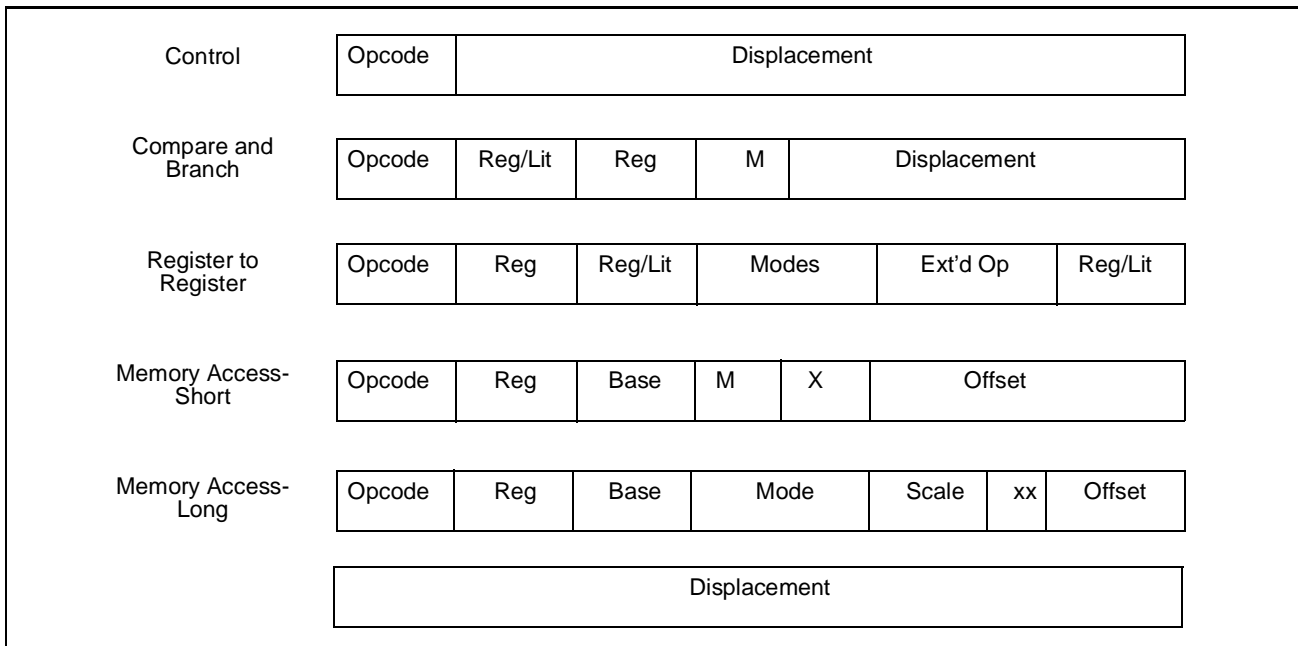 Control
Opcode Displacement
Compare and
Branch
Opcode Reg/Lit Reg M Displacement
Register to
Register
Opcode Reg Reg/Lit Modes Ext’d Op Reg/Lit
Memory Access-
Short
Opcode Reg Base M X Offset
Memory Access-
Long
Opcode Reg Base Mode Scale xx Offset
Displacement